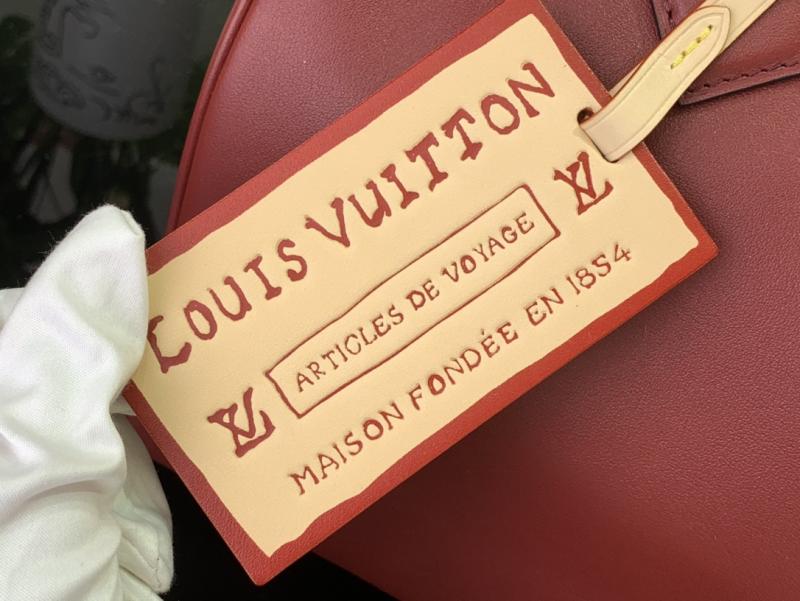 LOUIS VUITTON
LV
ARTICLES DE VOYAGE
LV
MAISON FONDÉE EN 1854